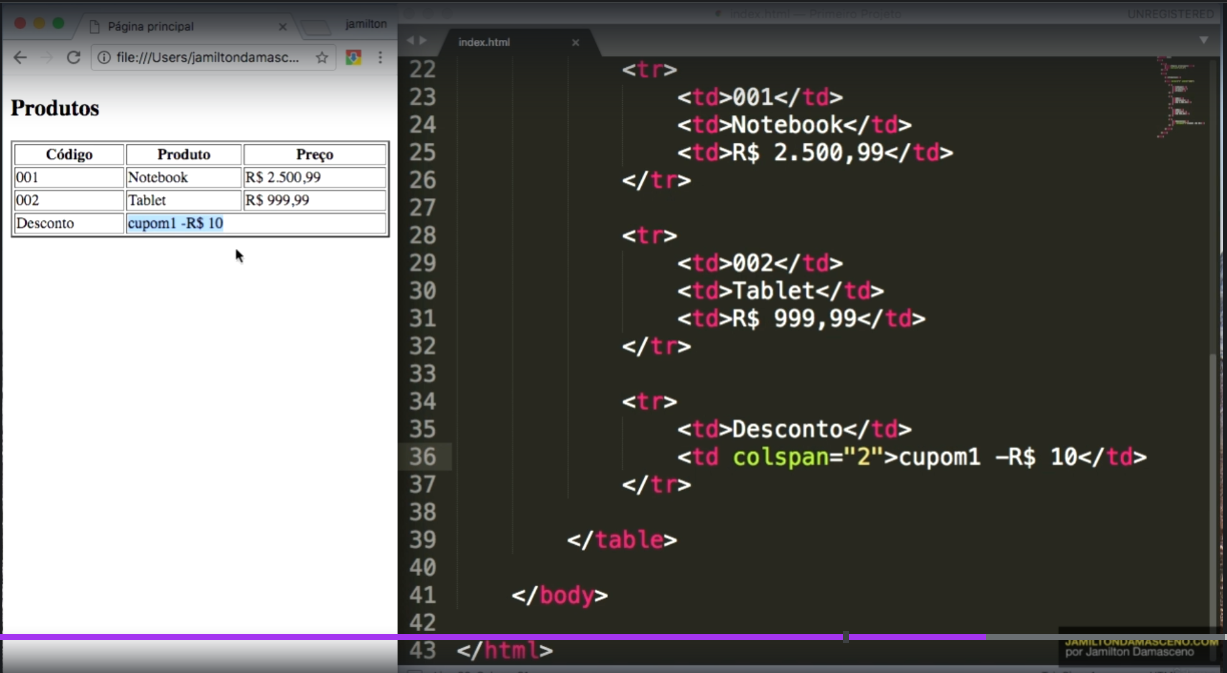 Página principal
jamilton
file:///Users/jamiltondamasc...
Produtos
Código Produto Preço
001 Notebook R$ 2.500,99
002 Tablet R$ 999,99
Desconto cupom1 -R$ 10
index.html — Primeiro Projeto
UNREGISTERED
index.html
22 <tr>
23 <td>001</td>
24 <td>Notebook</td>
25 <td>R$ 2.500,99</td>
26 </tr>
27
28 <tr>
29 <td>002</td>
30 <td>Tablet</td>
31 <td>R$ 999,99</td>
32 </tr>
33
34 <tr>
35 <td>Desconto</td>
36 <td colspan="2">cupom1 -R$ 10</td>
37 </tr>
38
39 </table>
40
41 </body>
42
43 </html>
JAMILTONDAMASCENO.COM
por Jamilton Damasceno